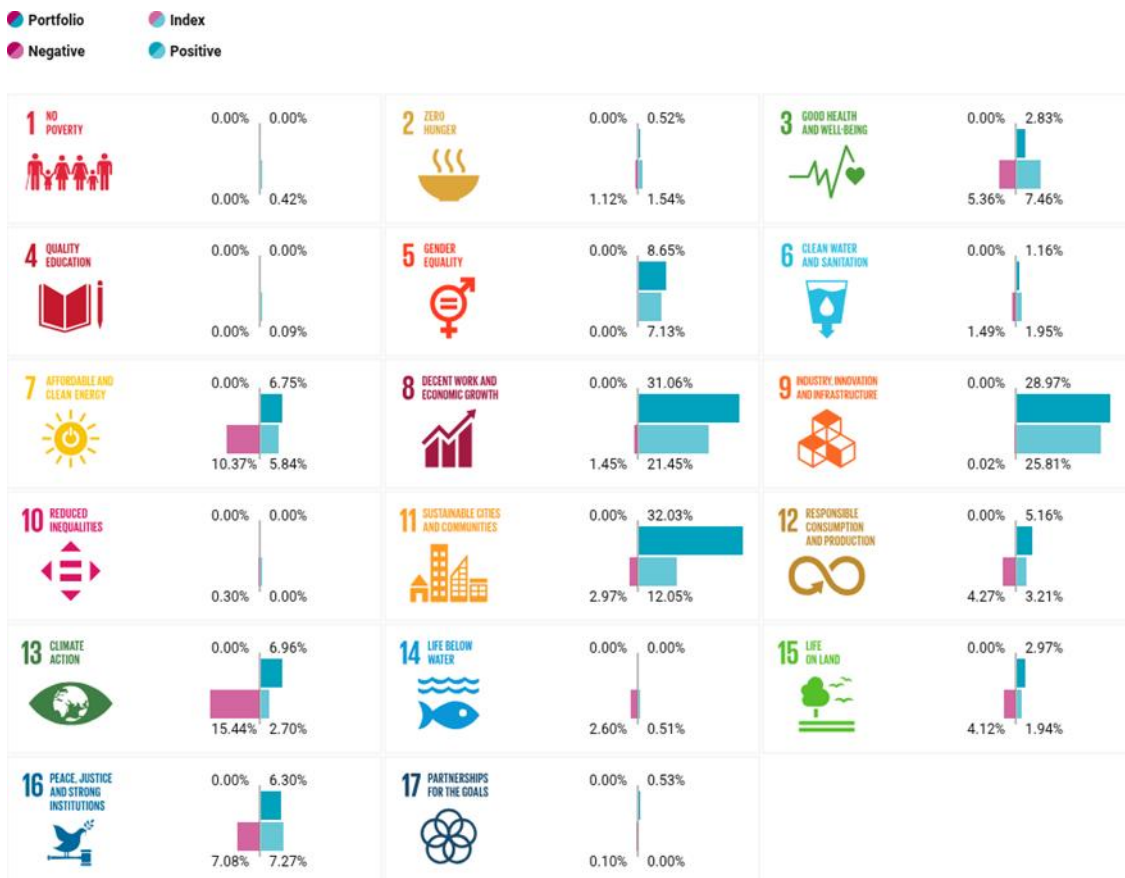 Portfolio Index
Negative Positive
1 NO
POVERTY
0.00% 0.00%
0.00% 0.42%
2 ZERO
HUNGER
0.00% 0.52%
1.12% 1.54%
3 GOOD HEALTH
AND WELL-BEING
0.00% 2.83%
5.36% 7.46%
4 QUALITY
EDUCATION
0.00% 0.00%
0.00% 0.09%
5 GENDER
EQUALITY
0.00% 8.65%
0.00% 7.13%
6 CLEAN WATER
AND SANITATION
0.00% 1.16%
1.49% 1.95%
7 AFFORDABLE AND
CLEAN ENERGY
0.00% 6.75%
10.37% 5.84%
8 DECENT WORK AND
ECONOMIC GROWTH
0.00% 31.06%
1.45% 21.45%
9 INDUSTRY, INNOVATION
AND INFRASTRUCTURE
0.00% 28.97%
0.02% 25.81%
10 REDUCED
INEQUALITIES
0.00% 0.00%
0.30% 0.00%
11 SUSTAINABLE CITIES
AND COMMUNITIES
0.00% 32.03%
2.97% 12.05%
12 RESPONSIBLE
CONSUMPTION
AND PRODUCTION
0.00% 5.16%
4.27% 3.21%
13 CLIMATE
ACTION
0.00% 6.96%
15.44% 2.70%
14 LIFE BELOW
WATER
0.00% 0.00%
2.60% 0.51%
15 LIFE
ON LAND
0.00% 2.97%
4.12% 1.94%
16 PEACE, JUSTICE
AND STRONG
INSTITUTIONS
0.00% 6.30%
7.08% 7.27%
17 PARTNERSHIPS
FOR THE GOALS
0.00% 0.53%
0.10% 0.00%